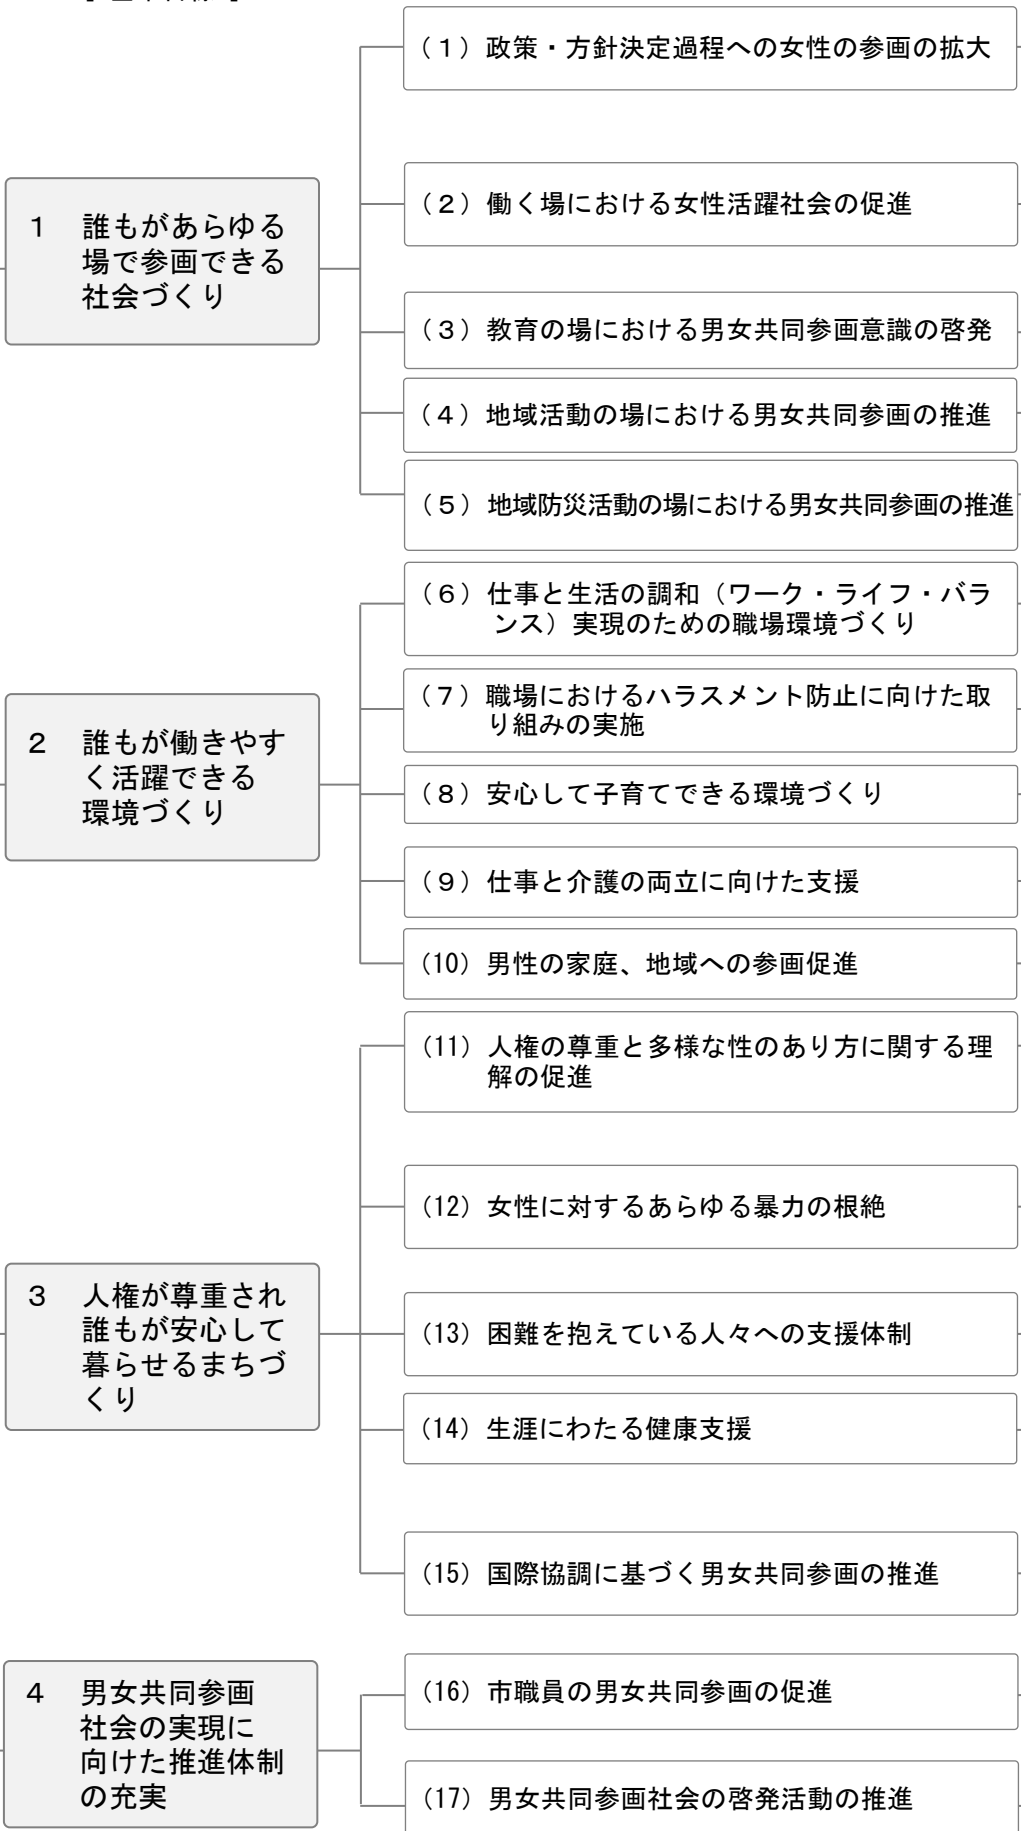 1 誰もがあらゆる
場で参画できる
社会づくり
(1)政策・方針決定過程への女性の参画の拡大
(2)働く場における女性活躍社会の促進
(3)教育の場における男女共同参画意識の啓発
(4)地域活動の場における男女共同参画の推進
(5)地域防災活動の場における男女共同参画の推進
2 誰もが働きやす
く活躍できる
環境づくり
(6)仕事と生活の調和(ワーク・ライフ・バラ
ンス)実現のための職場環境づくり
(7)職場におけるハラスメント防止に向けた取
り組みの実施
(8)安心して子育てできる環境づくり
(9)仕事と介護の両立に向けた支援
(10)男性の家庭、地域への参画促進
3 人権が尊重され
誰もが安心して
暮らせるまちづ
くり
(11)人権の尊重と多様な性のあり方に関する理
解の促進
(12)女性に対するあらゆる暴力の根絶
(13)困難を抱えている人々への支援体制
(14)生涯にわたる健康支援
(15)国際協調に基づく男女共同参画の推進
4 男女共同参画
社会の実現に
向けた推進体制
の充実
(16)市職員の男女共同参画の促進
(17)男女共同参画社会の啓発活動の推進